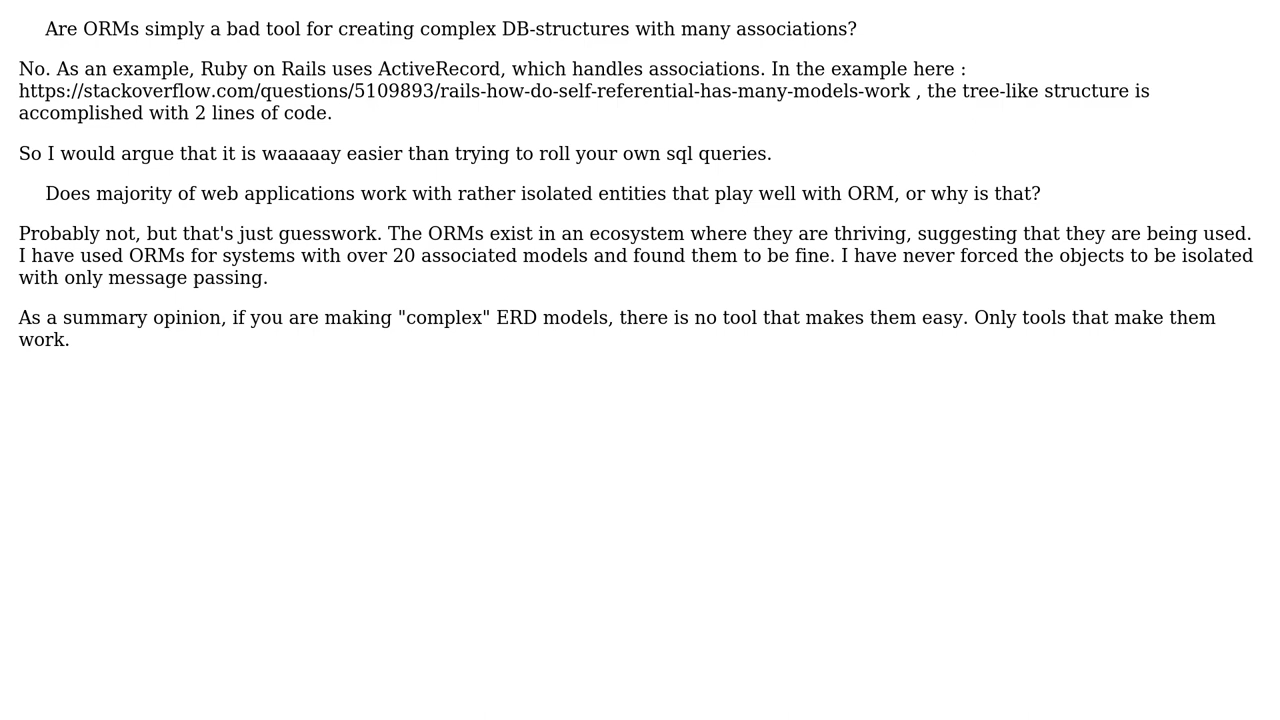 Are ORMs simply a bad tool for creating complex DB-structures with many associations?
No. As an example, Ruby on Rails uses ActiveRecord, which handles associations. In the example here :
https://stackoverflow.com/questions/5109893/rails-how-do-self-referential-has-many-models-work , the tree-like structure is
accomplished with 2 lines of code.
So I would argue that it is waaaaay easier than trying to roll your own sql queries.
Does majority of web applications work with rather isolated entities that play well with ORM, or why is that?
Probably not, but that's just guesswork. The ORMs exist in an ecosystem where they are thriving, suggesting that they are being used.
I have used ORMs for systems with over 20 associated models and found them to be fine. I have never forced the objects to be isolated
with only message passing.
As a summary opinion, if you are making "complex" ERD models, there is no tool that makes them easy. Only tools that make them
work.